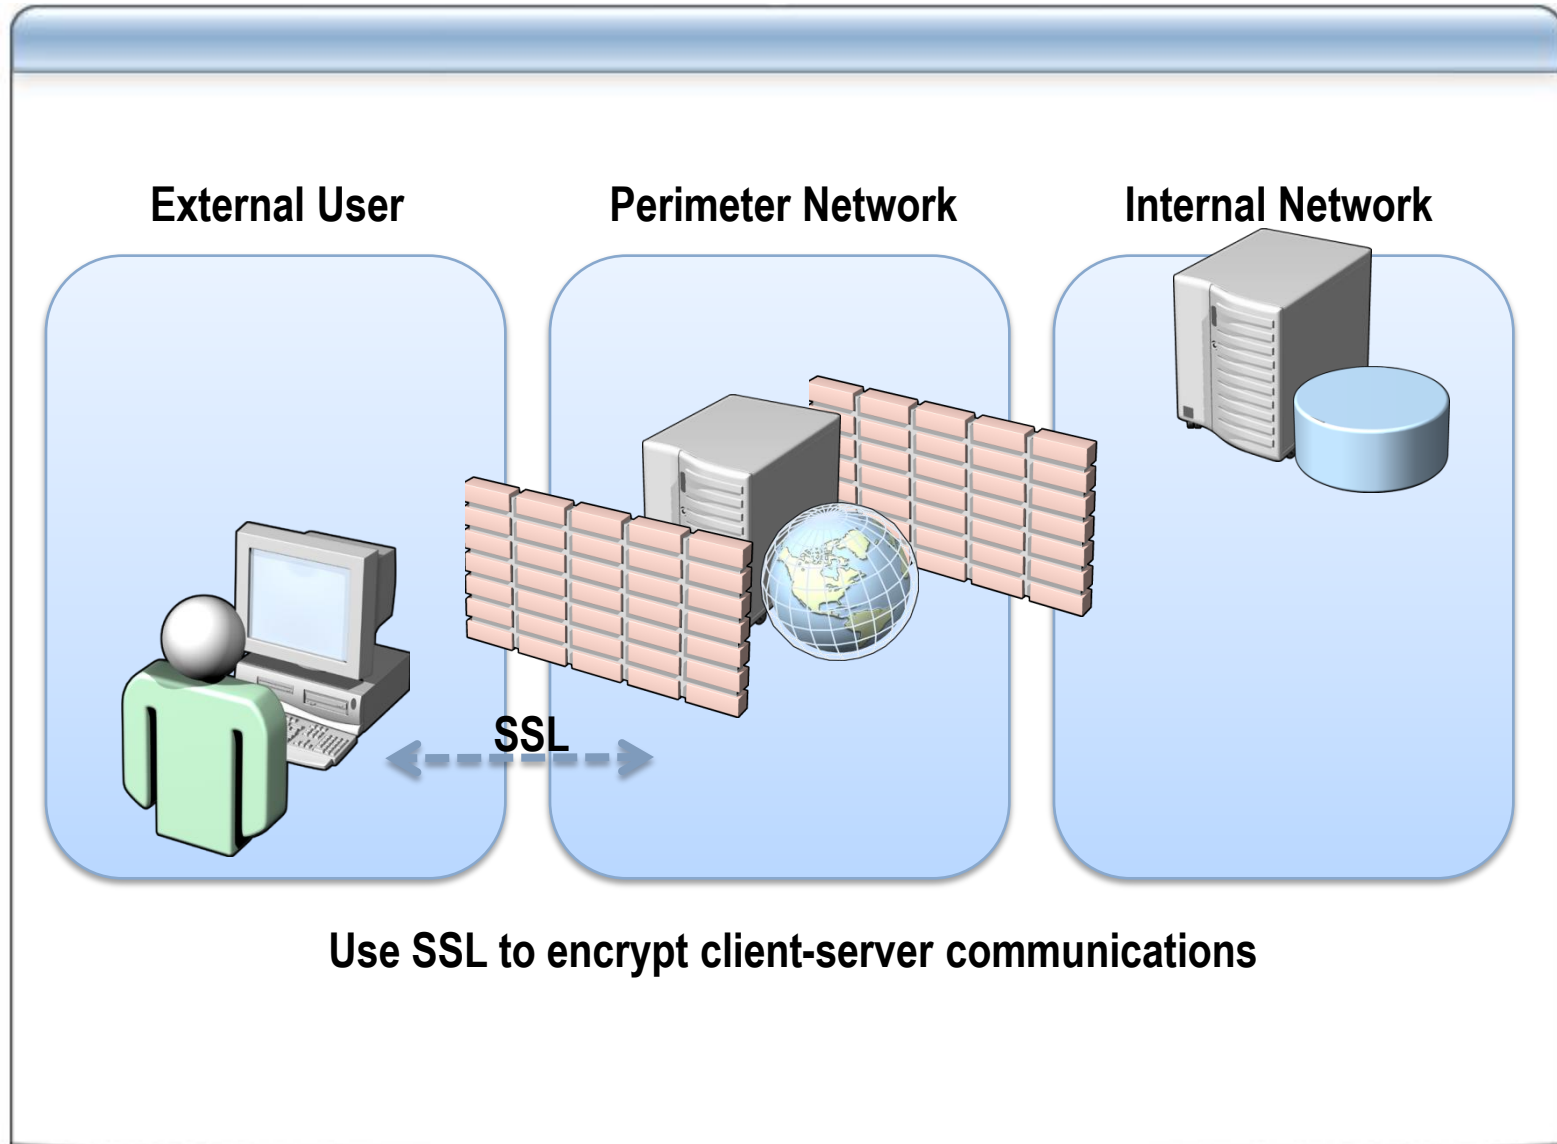 External User
Perimeter Network
Internal Network
SSL
Use SSL to encrypt client-server communications